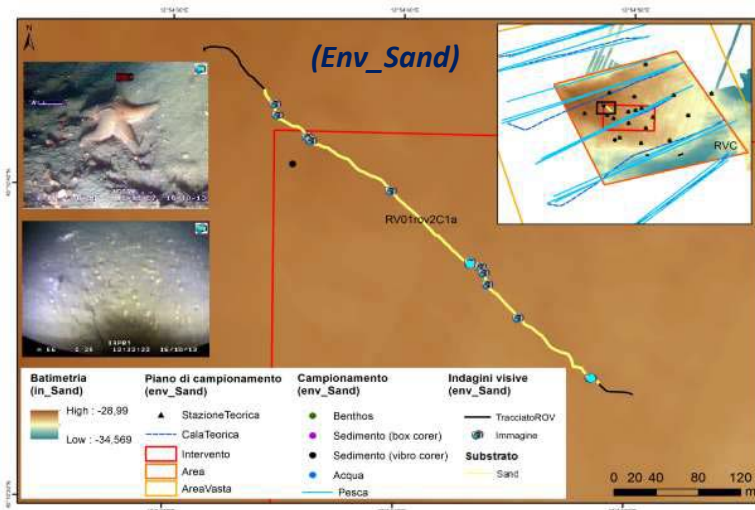 (Env_Sand)
N
RVC
RV01rov2C1a
Batimetria
(in_Sand)
High : -28,99
Low : -34,569
Piano di campionamento
(env_Sand)
StazioneTeorica
CalaTeorica
Intervento
Area
AreaVasta
Campionamento
(env_Sand)
Benthos
Sedimento (box corer)
Sedimento (vibro corer)
Acqua
Pesca
Indagini visive
(env_Sand)
TracciatoROV
Immagine
Substrato
Sand
0 20 40 80 120
m